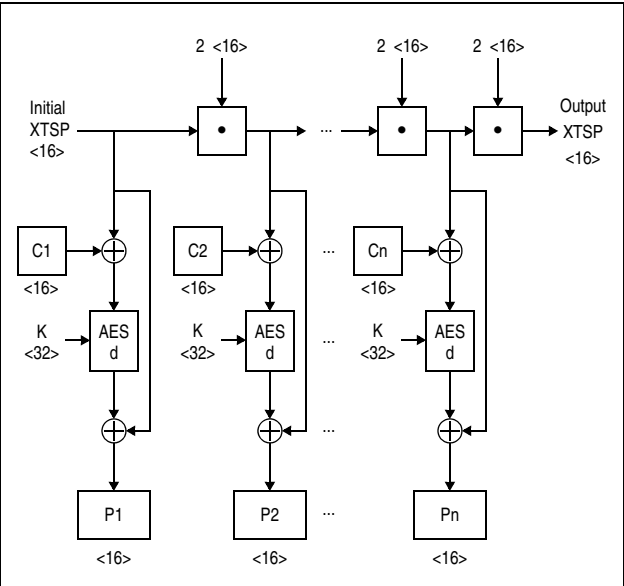 2 <16> 2 <16> 2 <16>
Initial
XTSP
<16>
• ... • •
Output
XTSP
<16>
C1 C2 ... Cn
<16> <16> <16>
K
<32>
AES
d
K
<32>
AES
d
...
K
<32>
AES
d
...
P1 P2 ... Pn
<16> <16> <16>